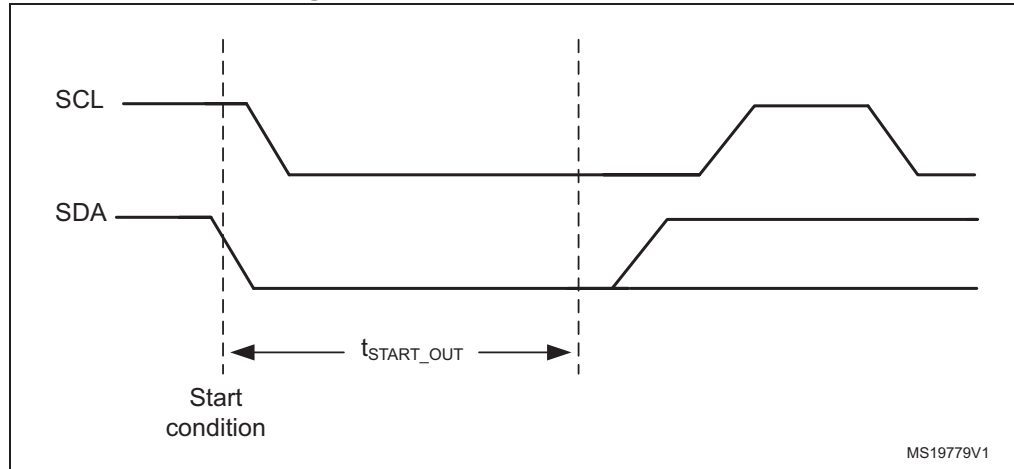 SCL
SDA
tSTART_OUT
Start
condition
MS19779V1